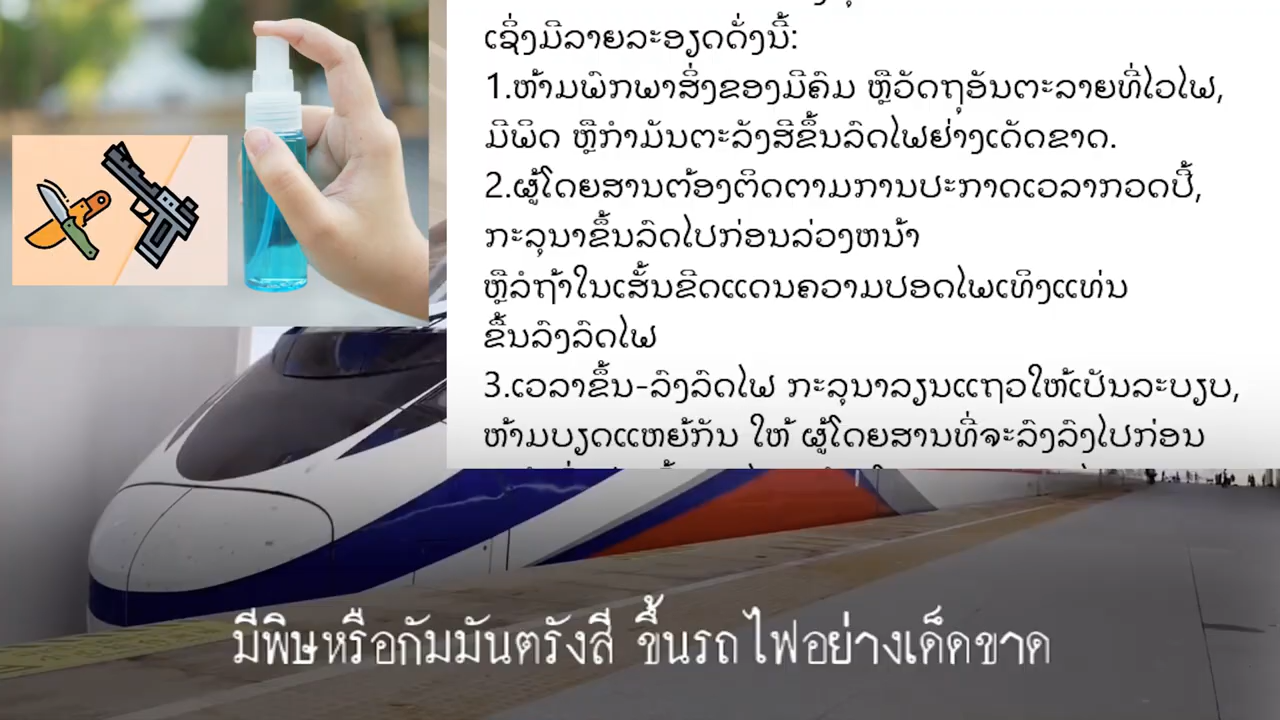 ເຊິ່ງມີລາຍລະອຽດດັ່ງນີ້:
1.ຫ້າມພົກພາສິ່ງຂອງມີຄົມ ຫຼືວັດຖຸອັນຕະລາຍທີ່ໄວໄຟ,
ມີພິດ ຫຼືກຳມັນຕະລັງສີຂຶ້ນລົດໄຟຢ່າງເດັດຂາດ.
2.ຜູ້ໂດຍສານຕ້ອງຕິດຕາມການປະກາດເວລາກວດປີ້,
ກະລຸນາຂຶ້ນລົດໄປກ່ອນລ່ວງຫນ້າ
ຫຼືລໍຖ້າໃນເສັ້ນຂີດແດນຄວາມປອດໄພເທິງແທ່ນ
ຂຶ້ນລົງລົດໄຟ
3.ເວລາຂຶ້ນ-ລົງລົດໄຟ ກະລຸນາລຽນແຖວໃຫ້ເປັນລະບຽບ,
ຫ້າມບຽດແຫຍ້ກັນ ໃຫ້ ຜູ້ໂດຍສານທີ່ຈະລົງລົງໄປກ່ອນ
มีพิษหรือกัมมันตรังสี ขึ้นรถไฟอย่างเด็ดขาด